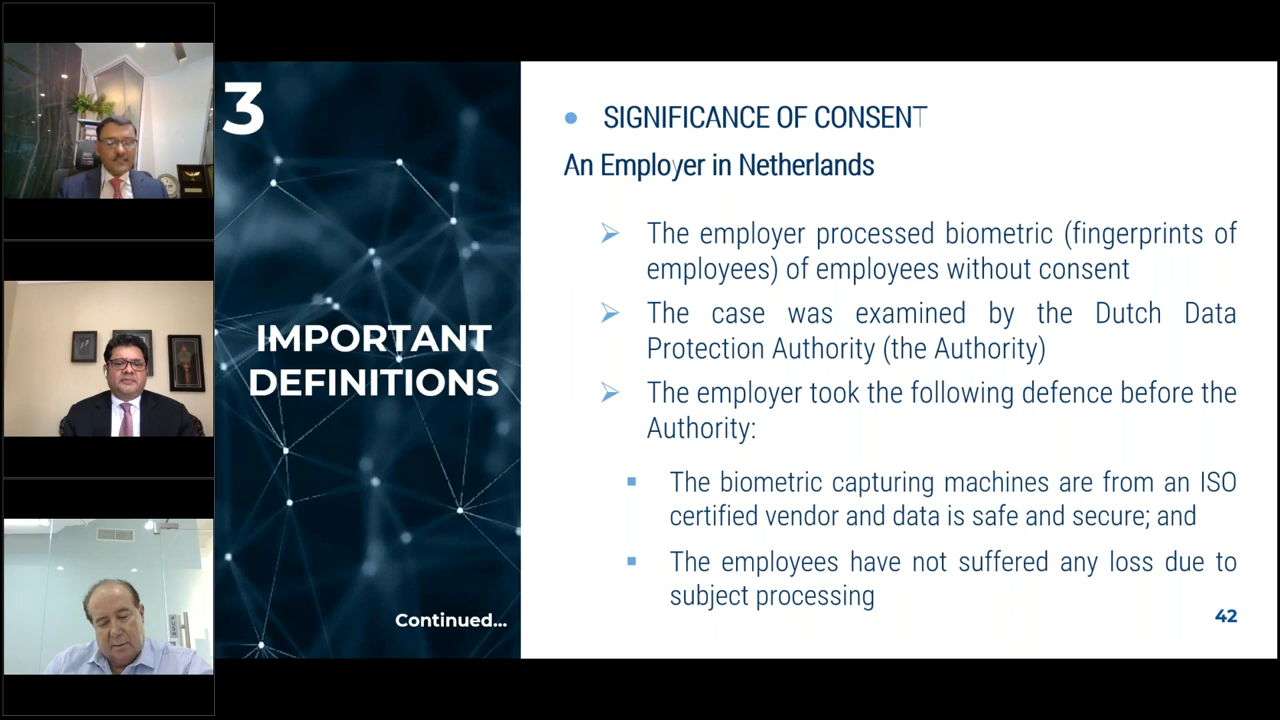 3
IMPORTANT
DEFINITIONS
Continued...
• SIGNIFICANCE OF CONSENT
An Employer in Netherlands
➢ The employer processed biometric (fingerprints of
employees) of employees without consent
➢ The case was examined by the Dutch Data
Protection Authority (the Authority)
➢ The employer took the following defence before the
Authority:
▪ The biometric capturing machines are from an ISO
certified vendor and data is safe and secure; and
▪ The employees have not suffered any loss due to
subject processing
42